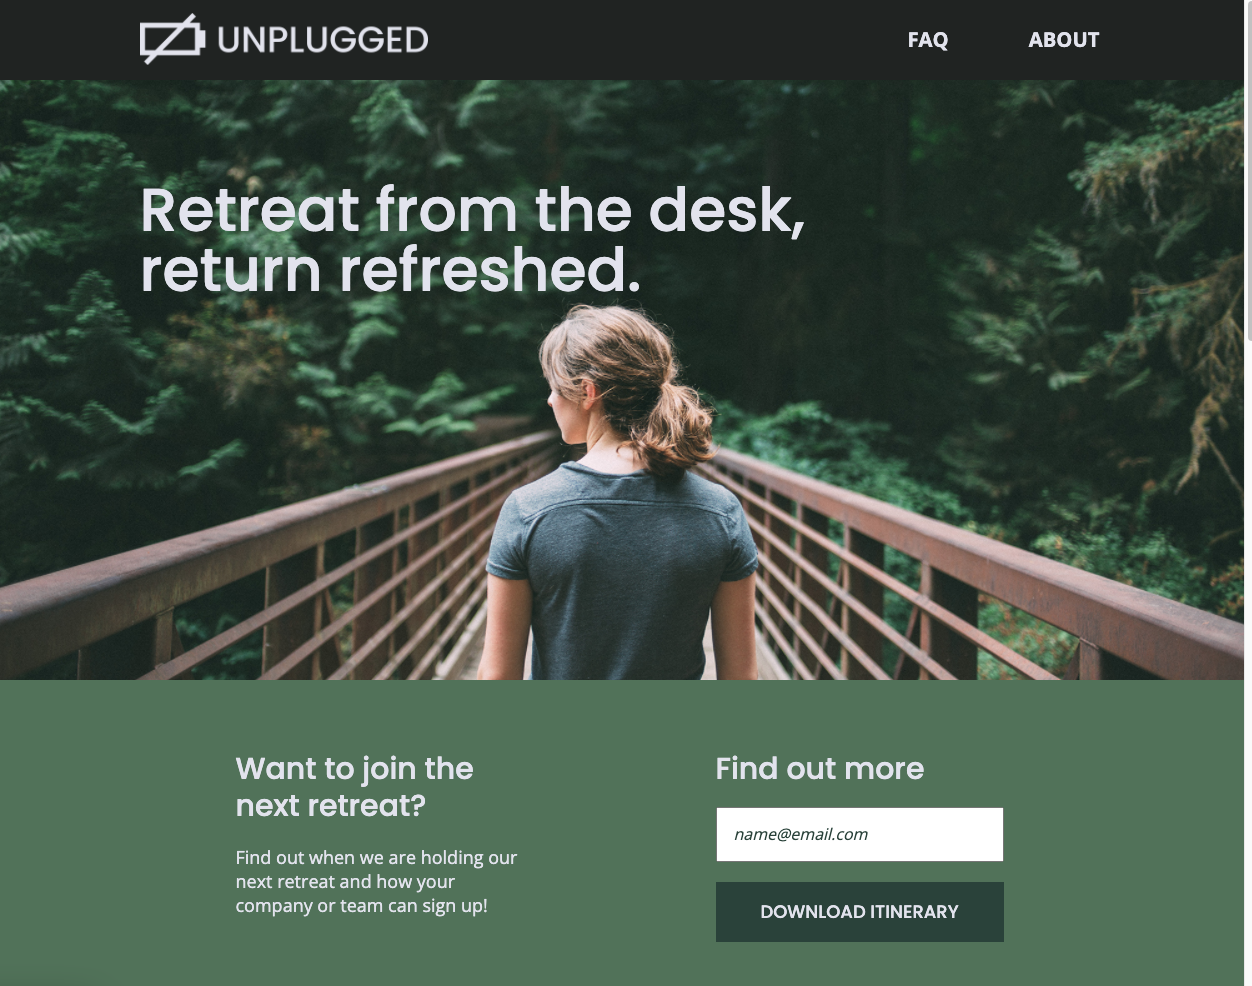 UNPLUGGED
FAQ
ABOUT
Retreat from the desk,
return refreshed.
Want to join the
next retreat?
Find out when we are holding our
next retreat and how your
company or team can sign up!
Find out more
name@email.com
DOWNLOAD ITINERARY